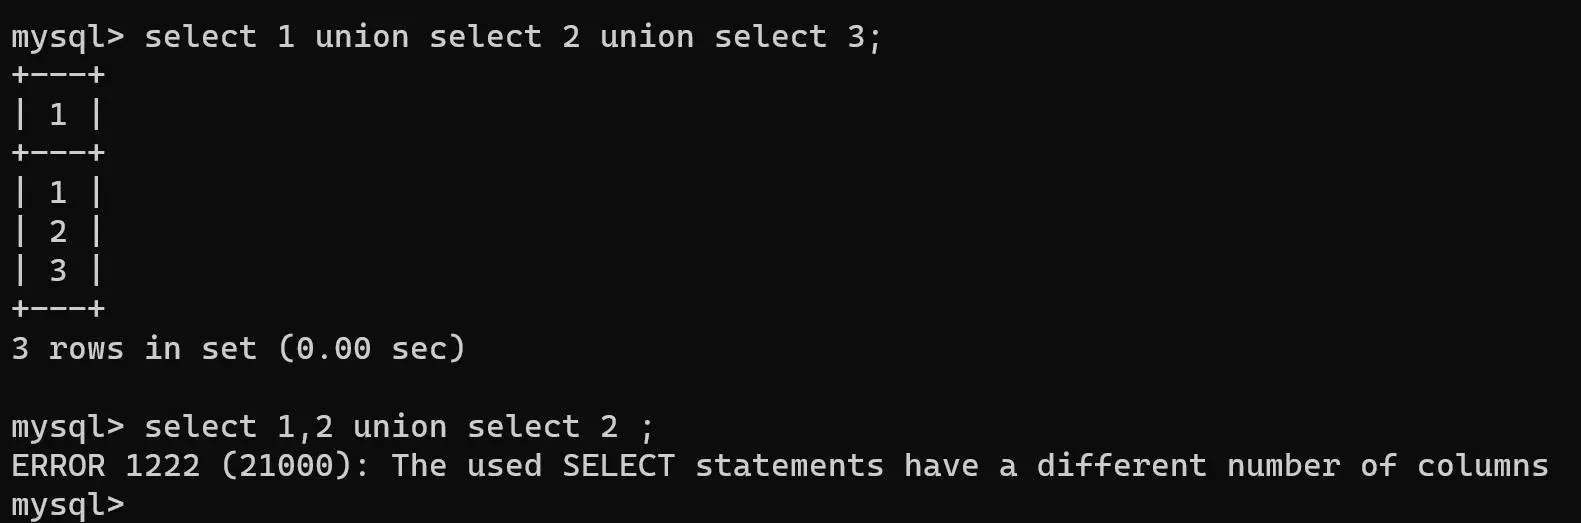 mysql> select 1 union select 2 union select 3;
+---+
| 1 |
+---+
| 1 |
| 2 |
| 3 |
+---+
3 rows in set (0.00 sec)
mysql> select 1,2 union select 2 ;
ERROR 1222 (21000): The used SELECT statements have a different number of columns
mysql>